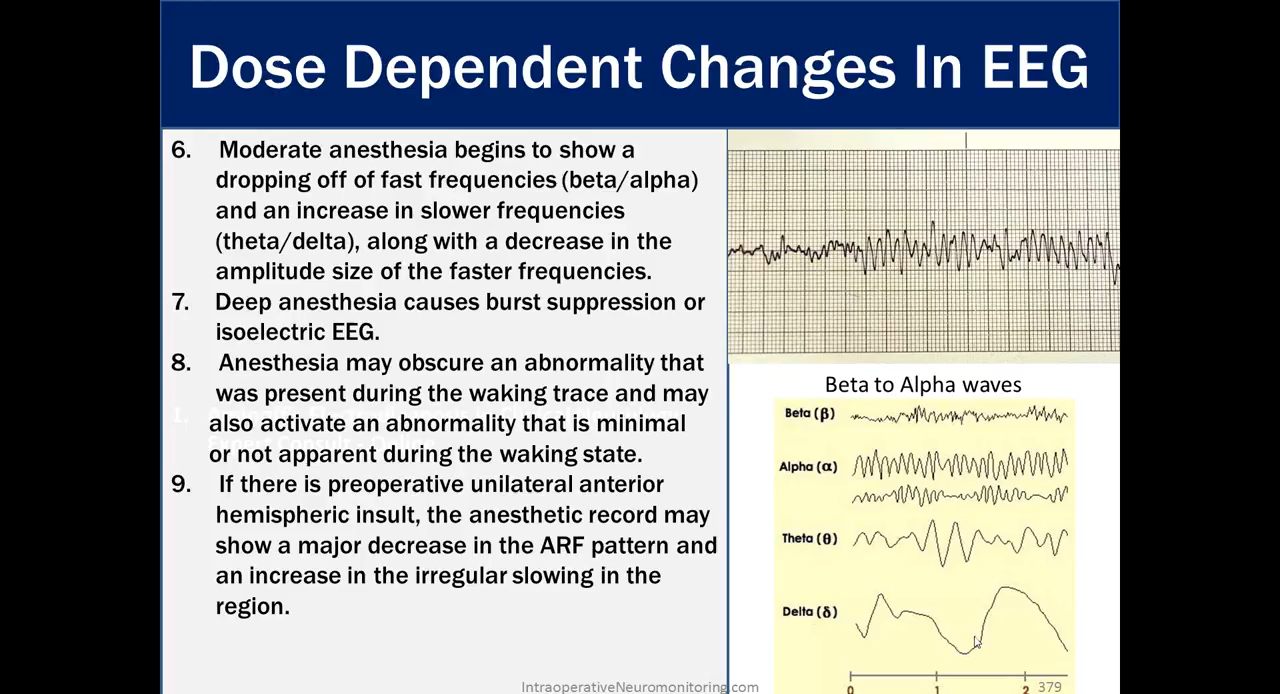 Dose Dependent Changes In EEG
6. Moderate anesthesia begins to show a
dropping off of fast frequencies (beta/alpha)
and an increase in slower frequencies
(theta/delta), along with a decrease in the
amplitude size of the faster frequencies.
7. Deep anesthesia causes burst suppression or
isoelectric EEG.
8. Anesthesia may obscure an abnormality that
was present during the waking trace and may
also activate an abnormality that is minimal
or not apparent during the waking state.
9. If there is preoperative unilateral anterior
hemispheric insult, the anesthetic record may
show a major decrease in the ARF pattern and
an increase in the irregular slowing in the
region.
Beta to Alpha waves
Beta (β)
Alpha (α)
Theta (θ)
Delta (δ)
0 1 2
IntraoperativeNeuromonitoring.com
379